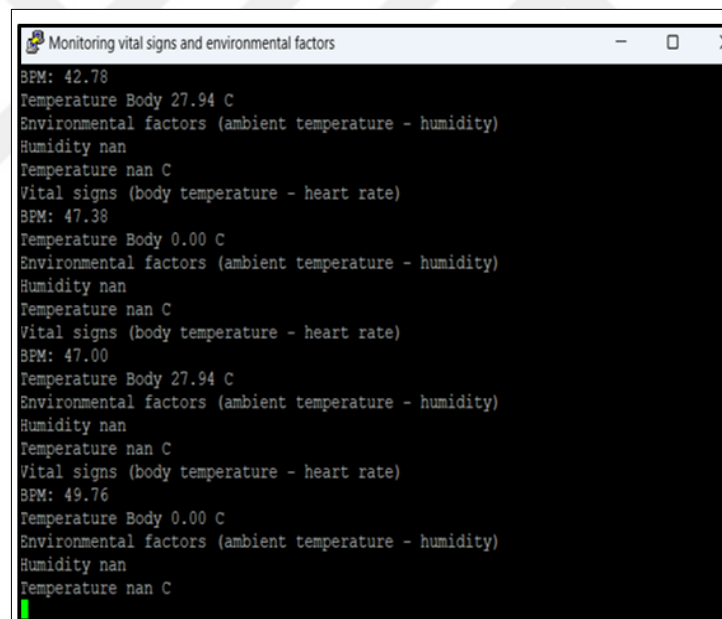 Monitoring vital signs and environmental factors
BPM: 42.78
Temperature Body 27.94 C
Environmental factors (ambient temperature - humidity)
Humidity nan
Temperature nan C
Vital signs (body temperature - heart rate)
BPM: 47.38
Temperature Body 0.00 C
Environmental factors (ambient temperature - humidity)
Humidity nan
Temperature nan C
Vital signs (body temperature - heart rate)
BPM: 47.00
Temperature Body 27.94 C
Environmental factors (ambient temperature - humidity)
Humidity nan
Temperature nan C
Vital signs (body temperature - heart rate)
BPM: 49.76
Temperature Body 0.00 C
Environmental factors (ambient temperature - humidity)
Humidity nan
Temperature nan C